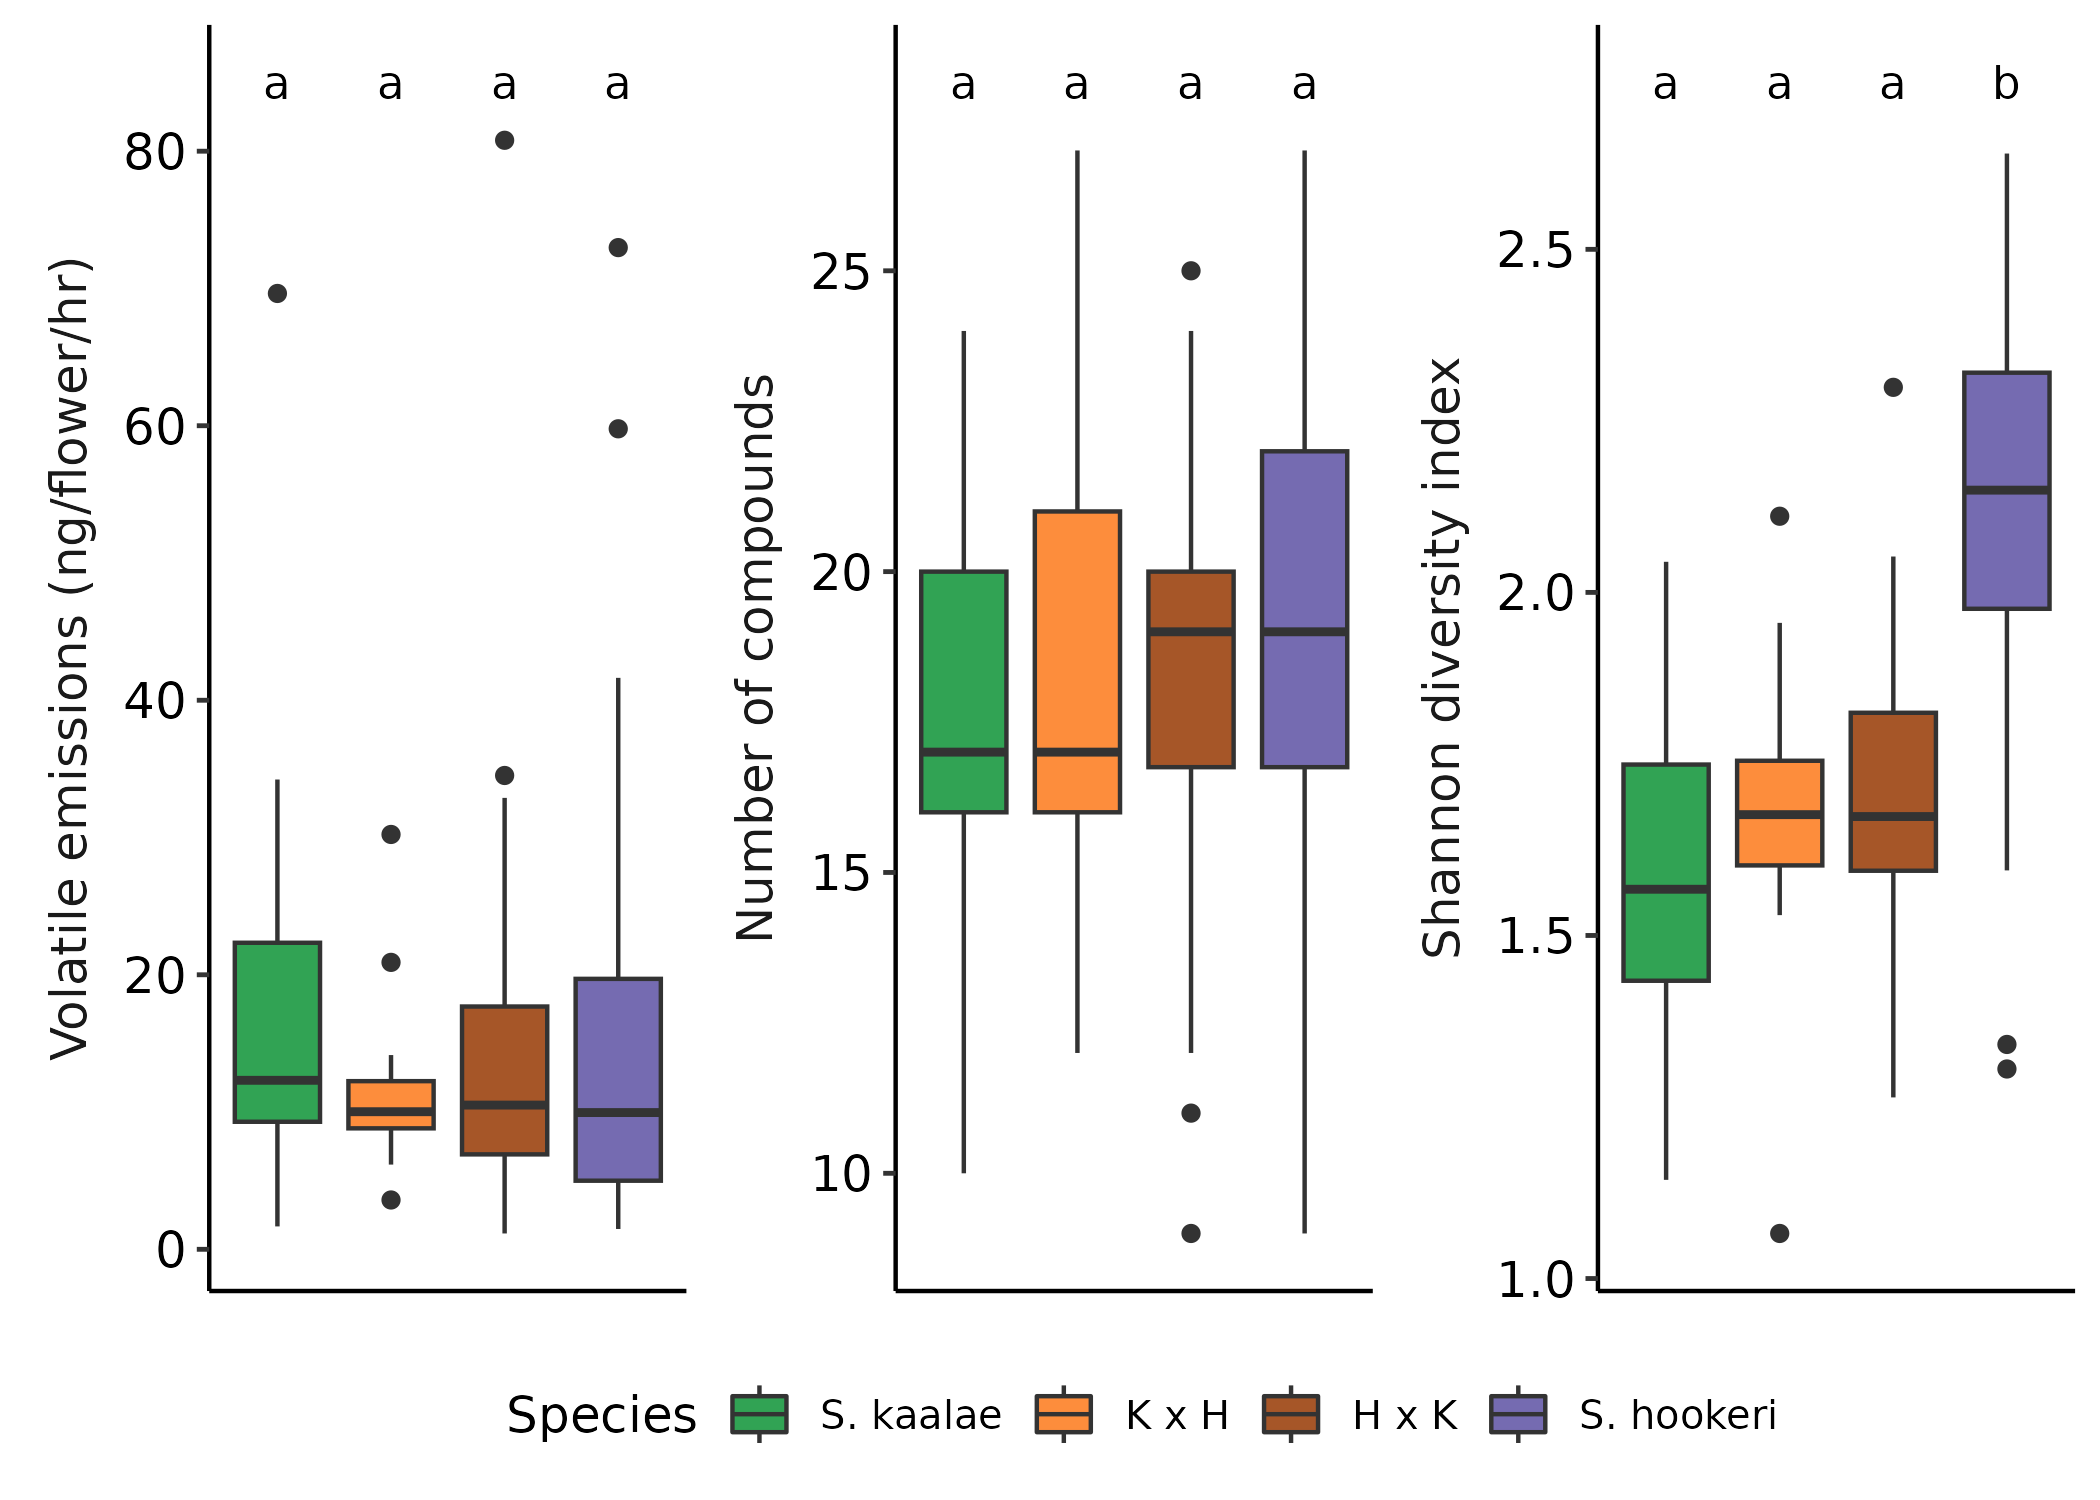 Volatile emissions (ng/flower/hr)
80
60
40
20
0
a a a a
Number of compounds
25
20
15
10
a a a a
Shannon diversity index
2.5
2.0
1.5
1.0
a a a b
Species S. kaalae K x H H x K S. hookeri